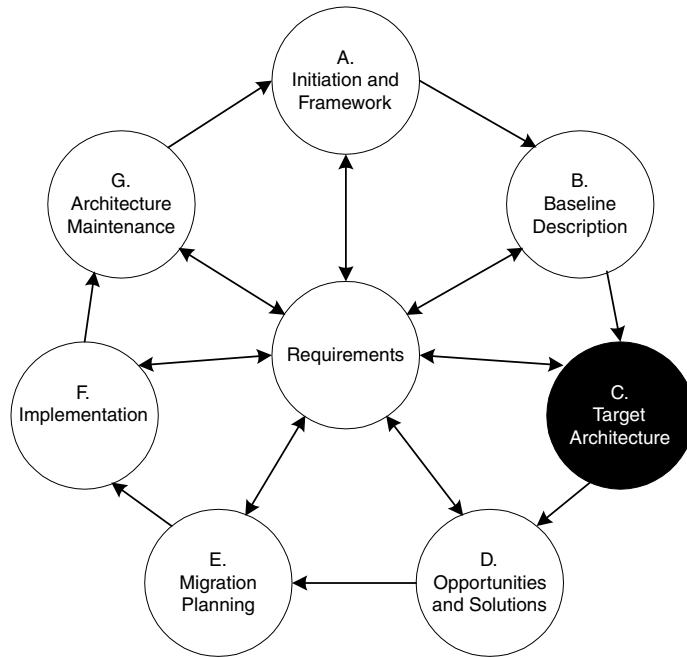 A.
Initiation and
Framework
B.
Baseline
Description
C.
Target
Architecture
D.
Opportunities
and Solutions
E.
Migration
Planning
F.
Implementation
G.
Architecture
Maintenance
Requirements